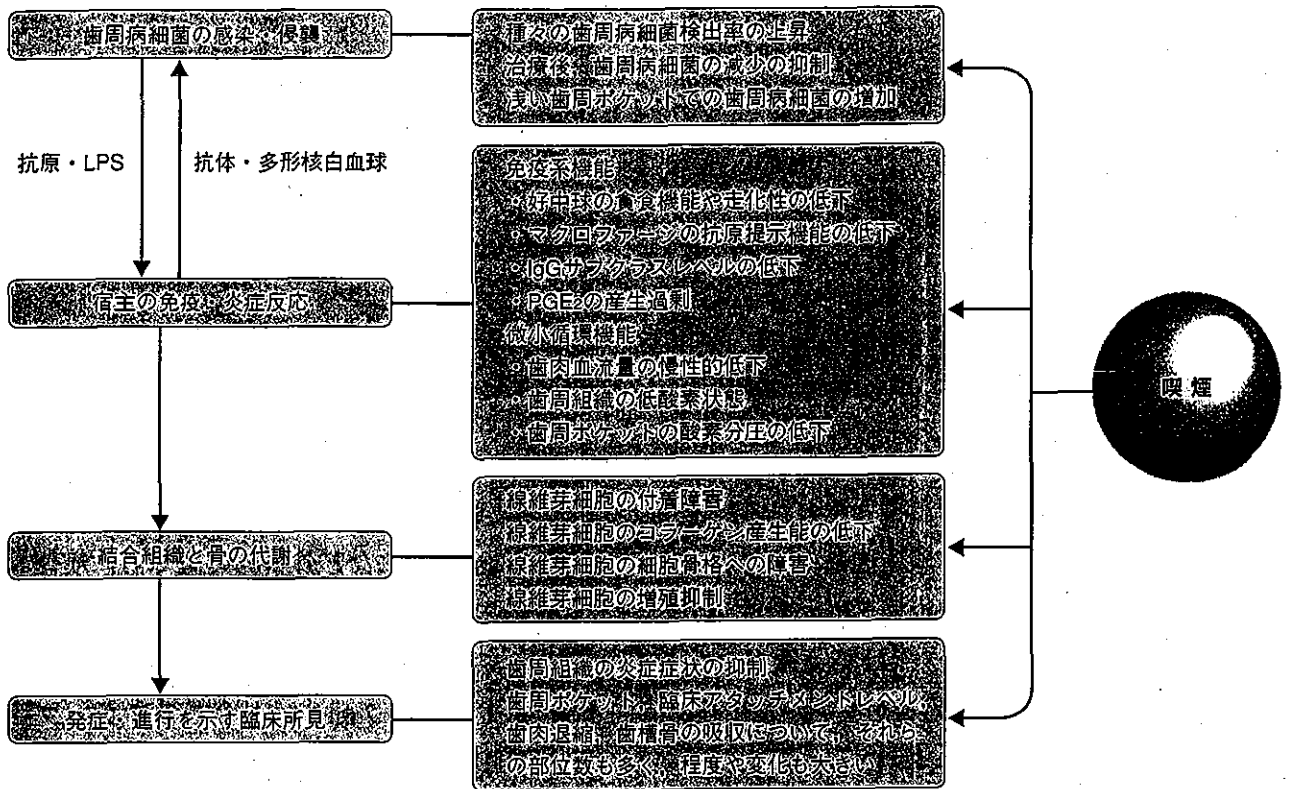 歯周病細菌の感染・侵襲
種々の歯周病細菌検出率の上昇
治療後の歯周病細菌の減少の抑制
浅い歯周ポケットでの歯周病細菌の増加
抗原・LPS
抗体・多形核白血球
免疫系機能
・好中球の貪食機能や走化性の低下
・マクロファージの抗原提示機能の低下
・IgGサブクラスレベルの低下
・PGE2の産生過剰
微小循環機能
・歯肉血流量の慢性的低下
・歯周組織の低酸素状態
・歯周ポケットの酸素分圧の低下
宿主の免疫・炎症反応
喫煙
線維芽細胞の付着障害
線維芽細胞のコラーゲン産生能の低下
線維芽細胞の細胞骨格への障害
線維芽細胞の増殖抑制
結合組織と骨の代謝
歯周組織の炎症症状の抑制
歯周ポケット，臨床アタッチメントレベル，
歯肉退縮，歯槽骨の吸収について，それら
の部位数も多く，程度や変化も大きい
発症・進行を示す臨床所見